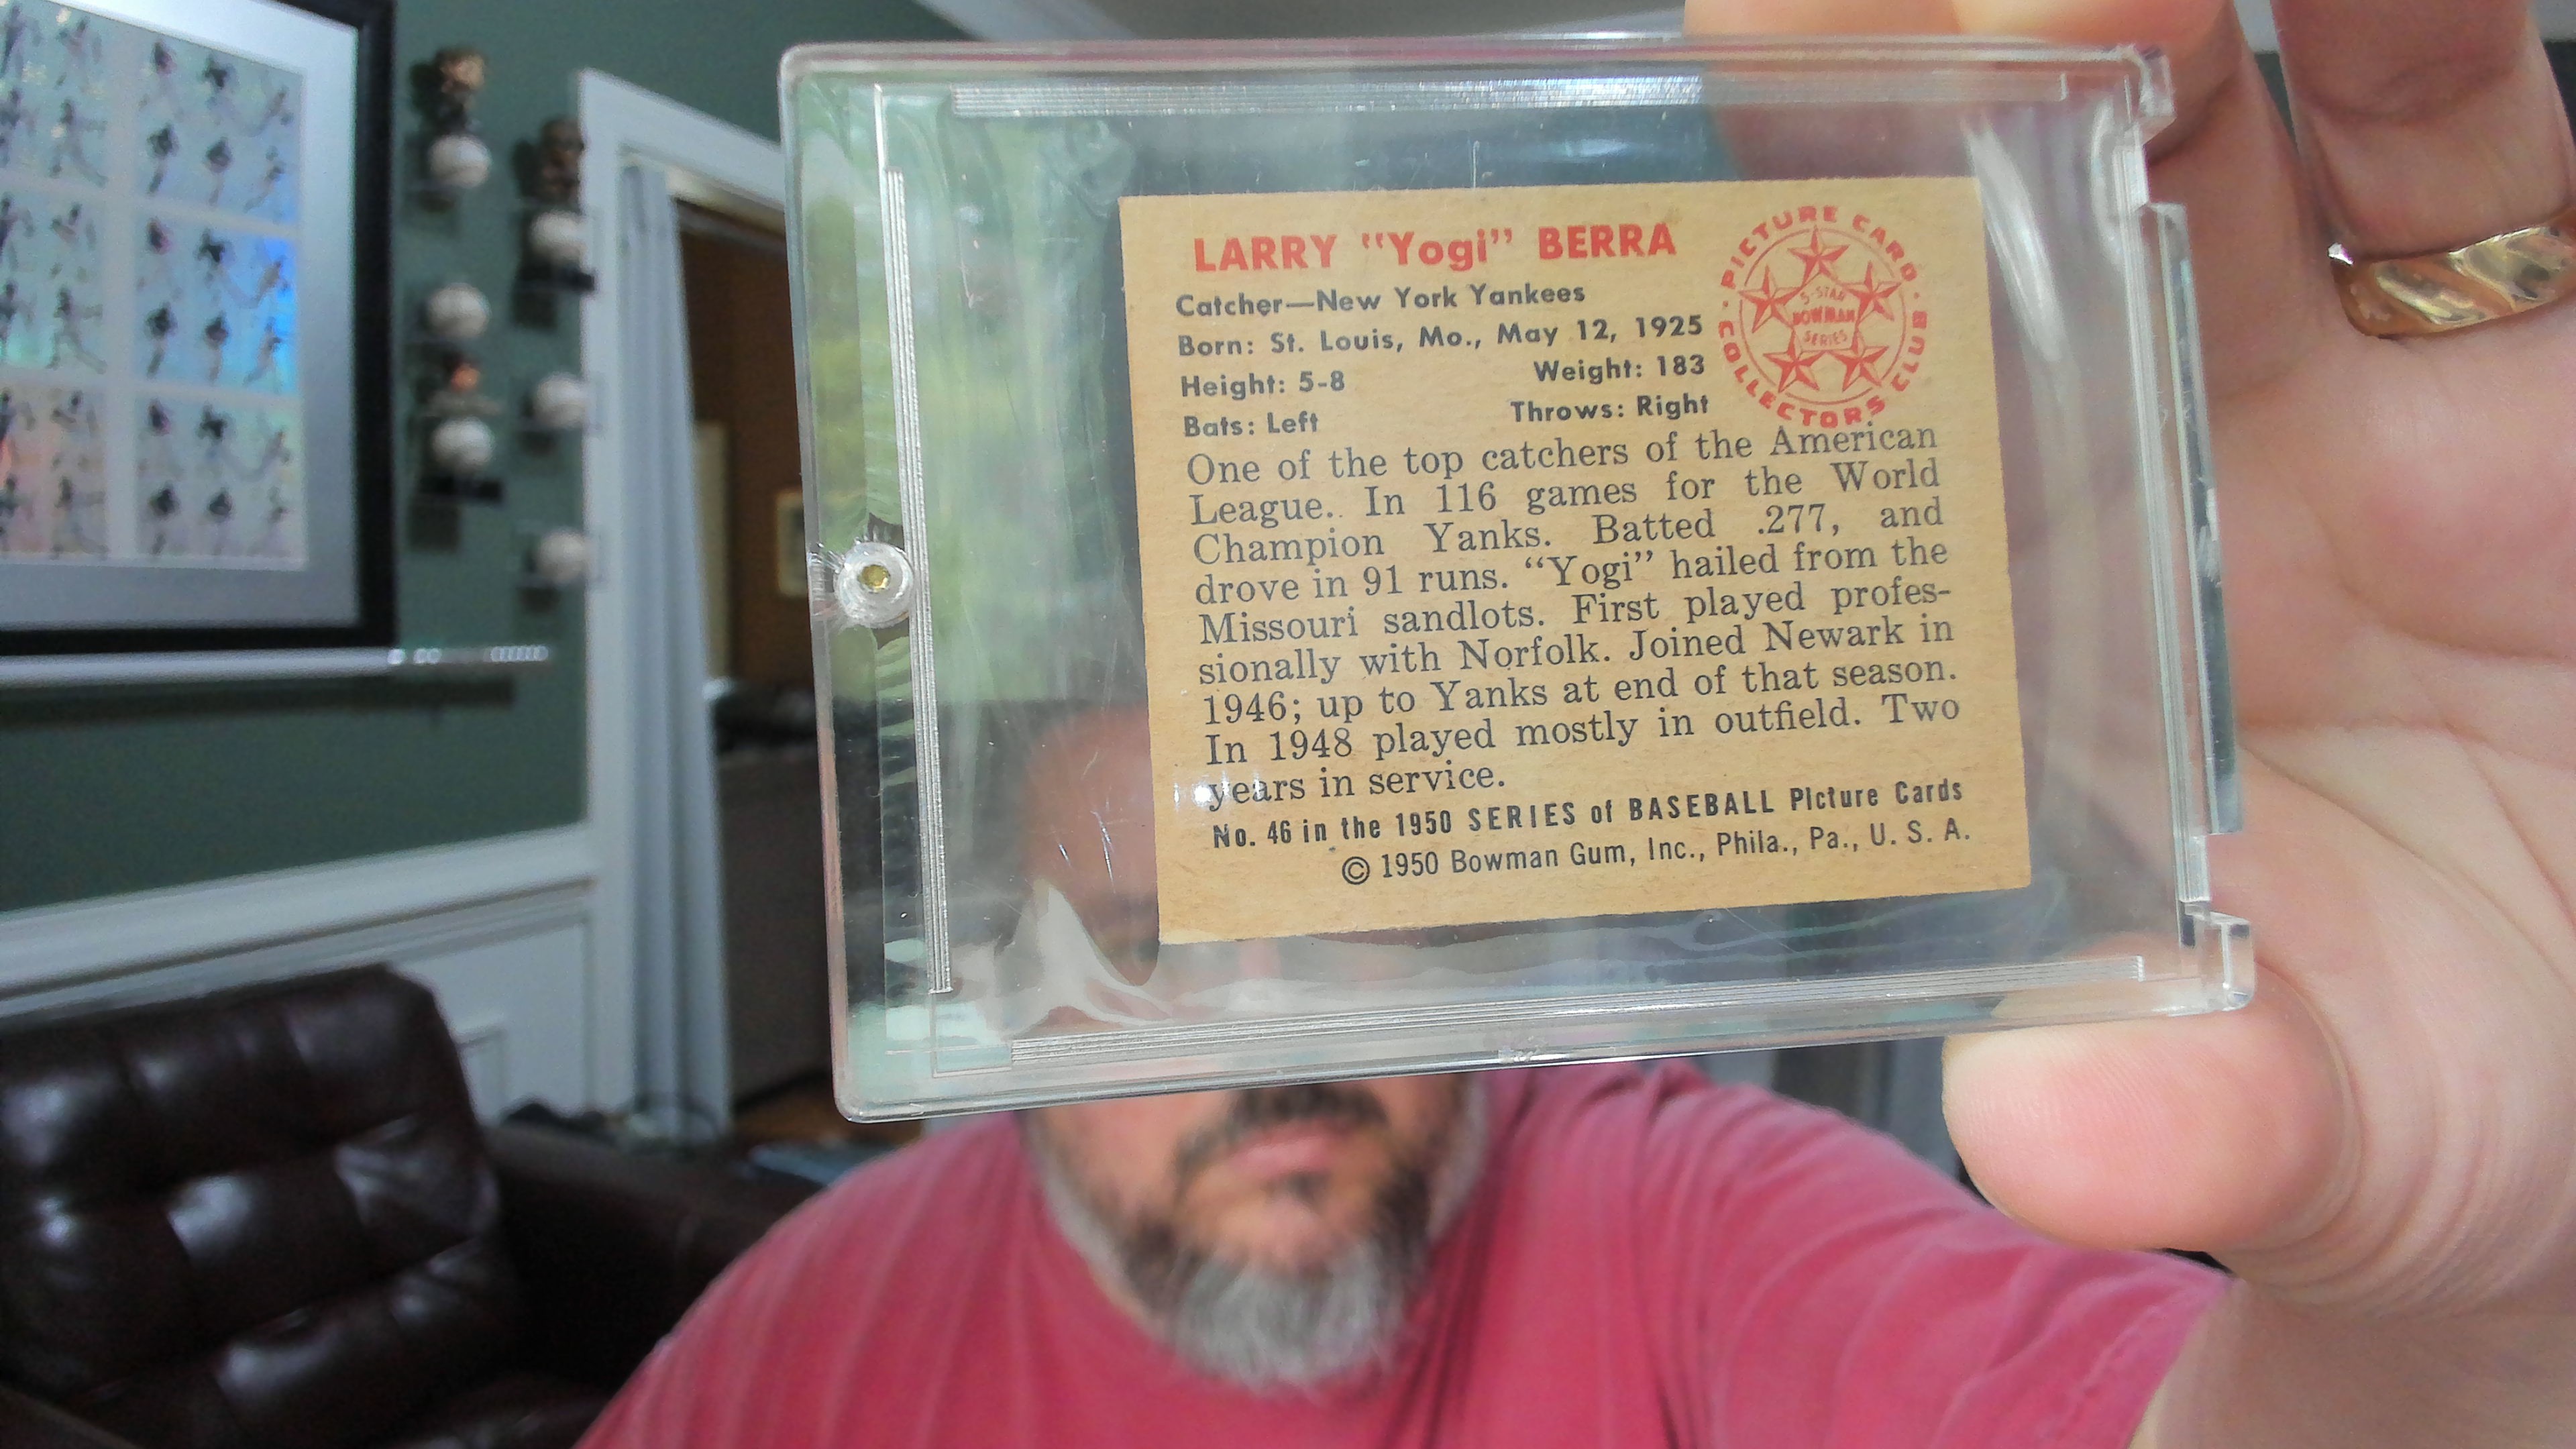 LARRY "Yogi" BERRA
Catcher—New York Yankees
Born: St. Louis, Mo., May 12, 1925
Height: 5-8 Weight: 183
Bats: Left Throws: Right
PICTURE CARD COLLECTORS CLUB
5-STAR
BOWMAN
SERIES
One of the top catchers of the American
League. In 116 games for the World
Champion Yanks. Batted .277, and
drove in 91 runs. "Yogi" hailed from the
Missouri sandlots. First played profes-
sionally with Norfolk. Joined Newark in
1946; up to Yanks at end of that season.
In 1948 played mostly in outfield. Two
years in service.
No. 46 in the 1950 SERIES of BASEBALL Picture Cards
© 1950 Bowman Gum, Inc., Phila., Pa., U. S. A.